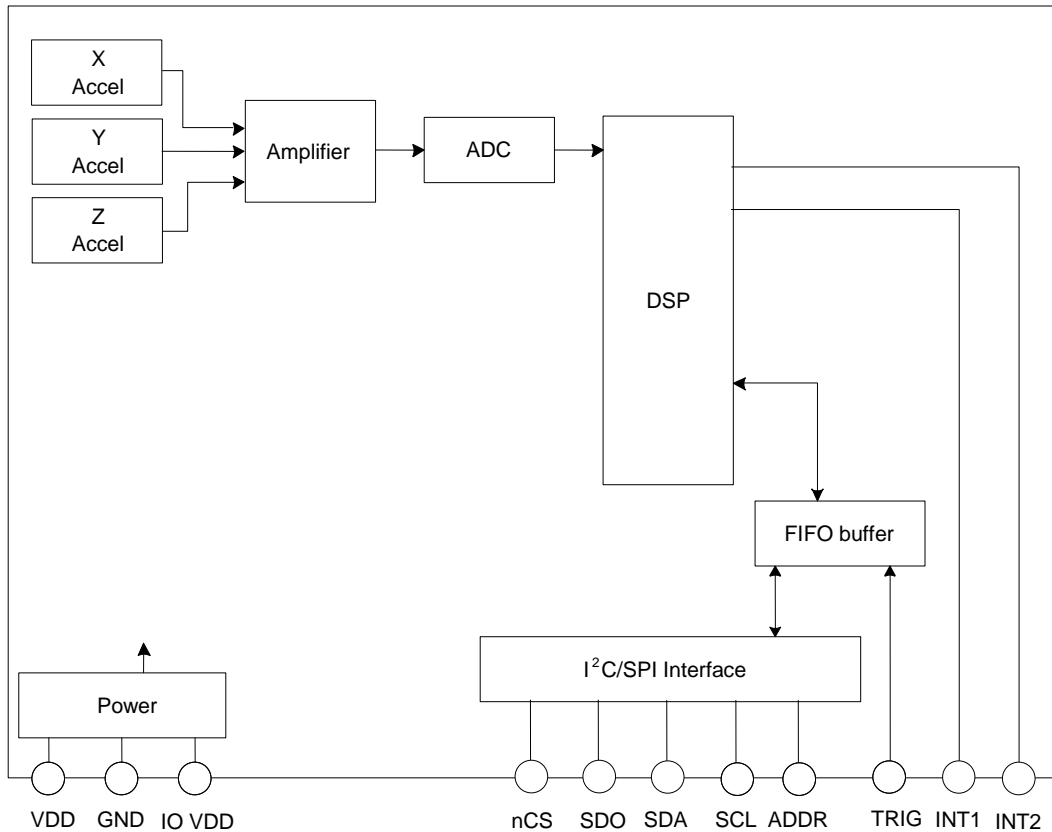 X
Accel
Y
Accel
Z
Accel
Amplifier
ADC
DSP
FIFO buffer
I²C/SPI Interface
Power
VDD
GND
IO VDD
nCS
SDO
SDA
SCL
ADDR
TRIG
INT1
INT2